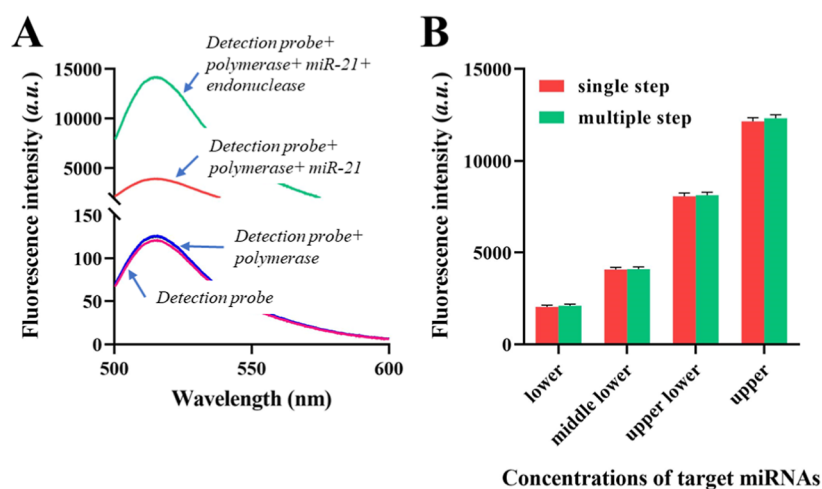 A
Fluorescence intensity (a.u.)
15000
10000
5000
150
100
50
0
Detection probe+
polymerase+ miR-21+
endonuclease
Detection probe+
polymerase+ miR-21
Detection probe+
polymerase
Detection probe
500
550
600
Wavelength (nm)
B
Fluorescence intensity (a.u.)
15000
10000
5000
0
single step
multiple step
lower
middle lower
upper lower
upper
Concentrations of target miRNAs